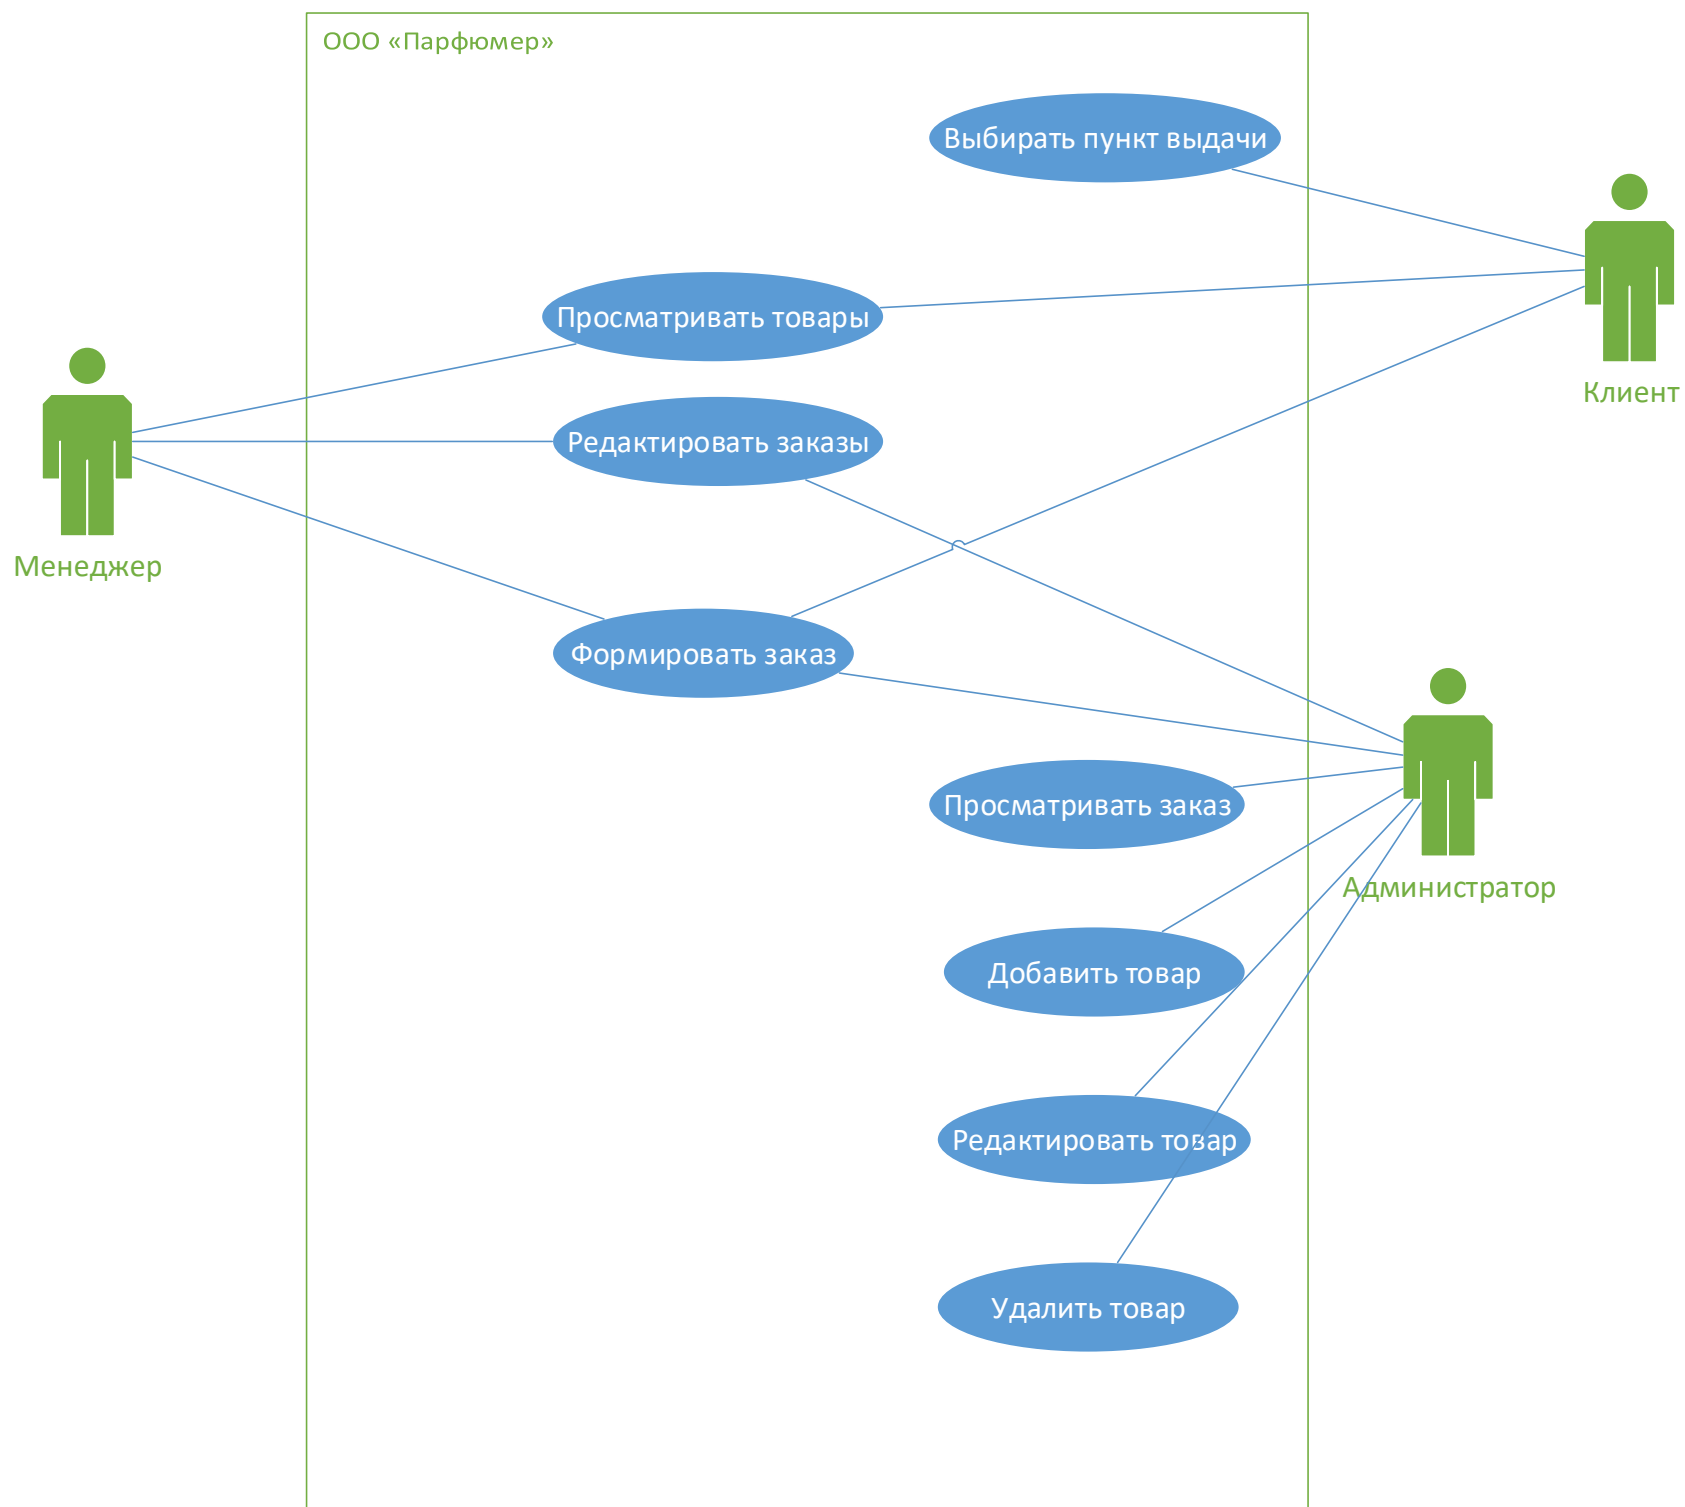 ООО «Парфюмер»
Выбирать пункт выдачи
Просматривать товары
Клиент
Редактировать заказы
Менеджер
Формировать заказ
Просматривать заказ
Администратор
Добавить товар
Редактировать товар
Удалить товар